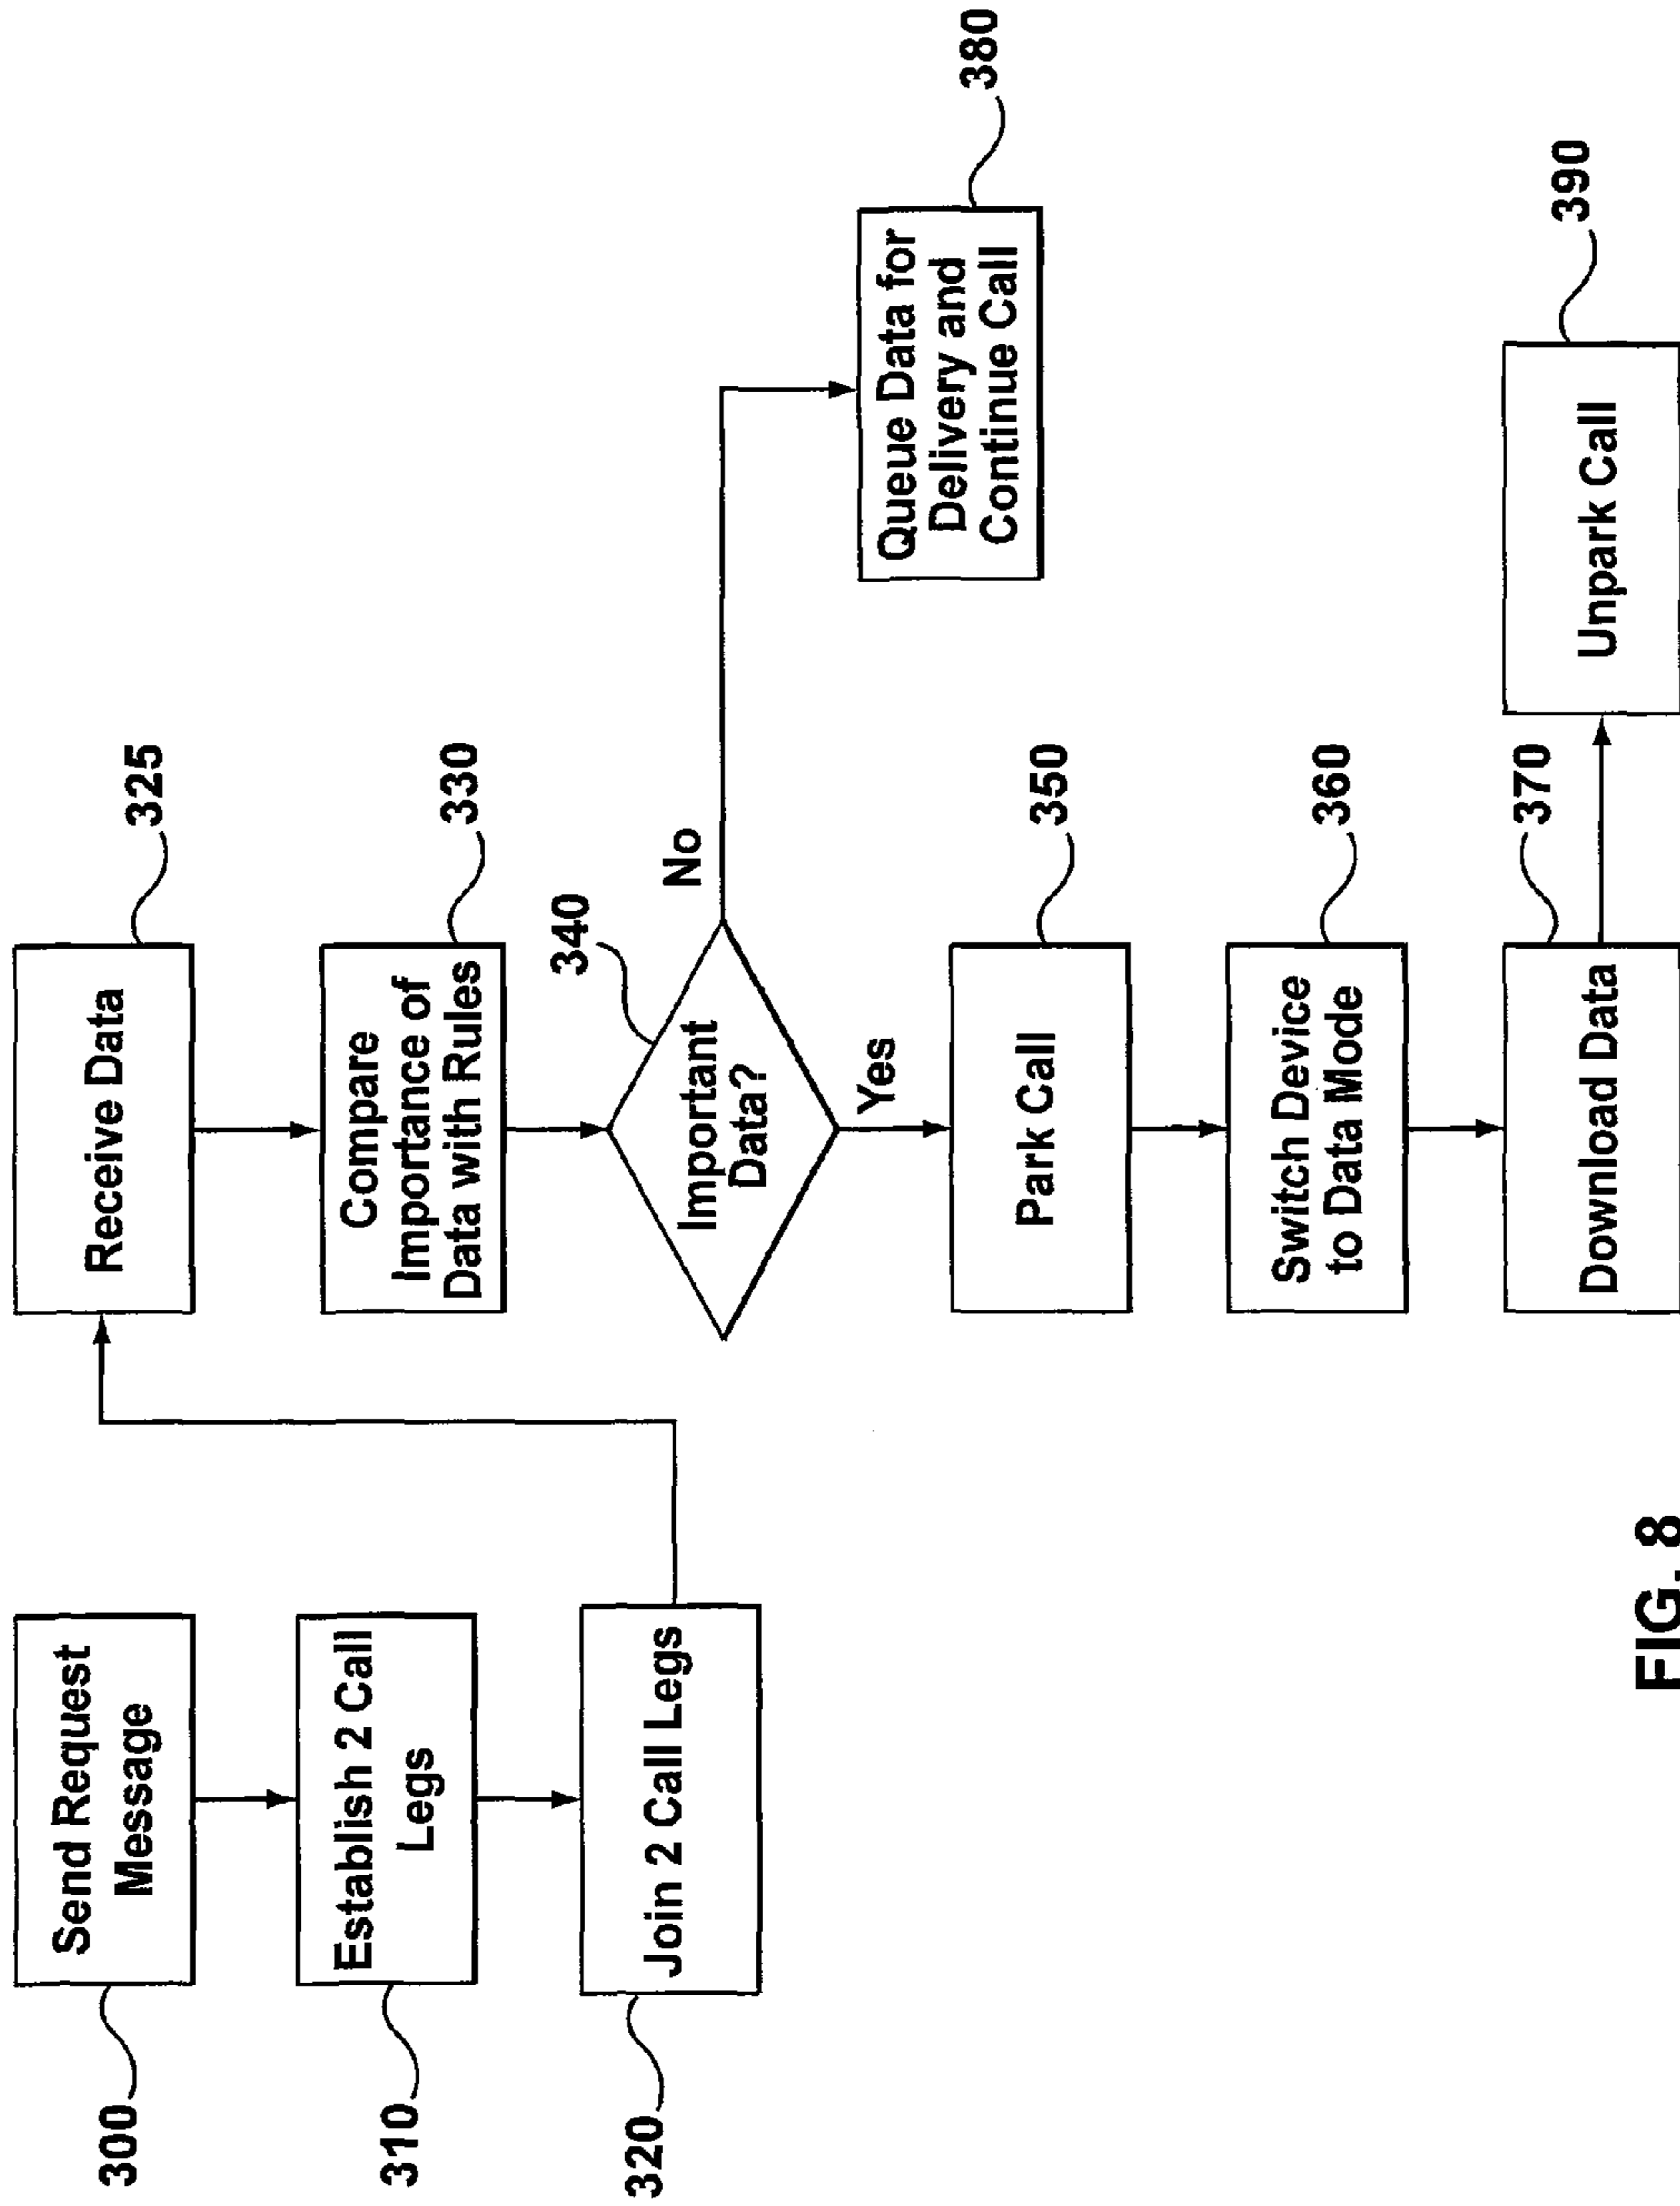 300
Send Request
Message
310
Establish 2 Call
Legs
320
Join 2 Call Legs
Receive Data
325
Compare
Importance of
Data with Rules
330
340
Important
Data?
No
Yes
Park Call
350
Switch Device
to Data Mode
360
Download Data
370
Queue Data for
Delivery and
Continue Call
380
Unpark Call
390
FIG. 8